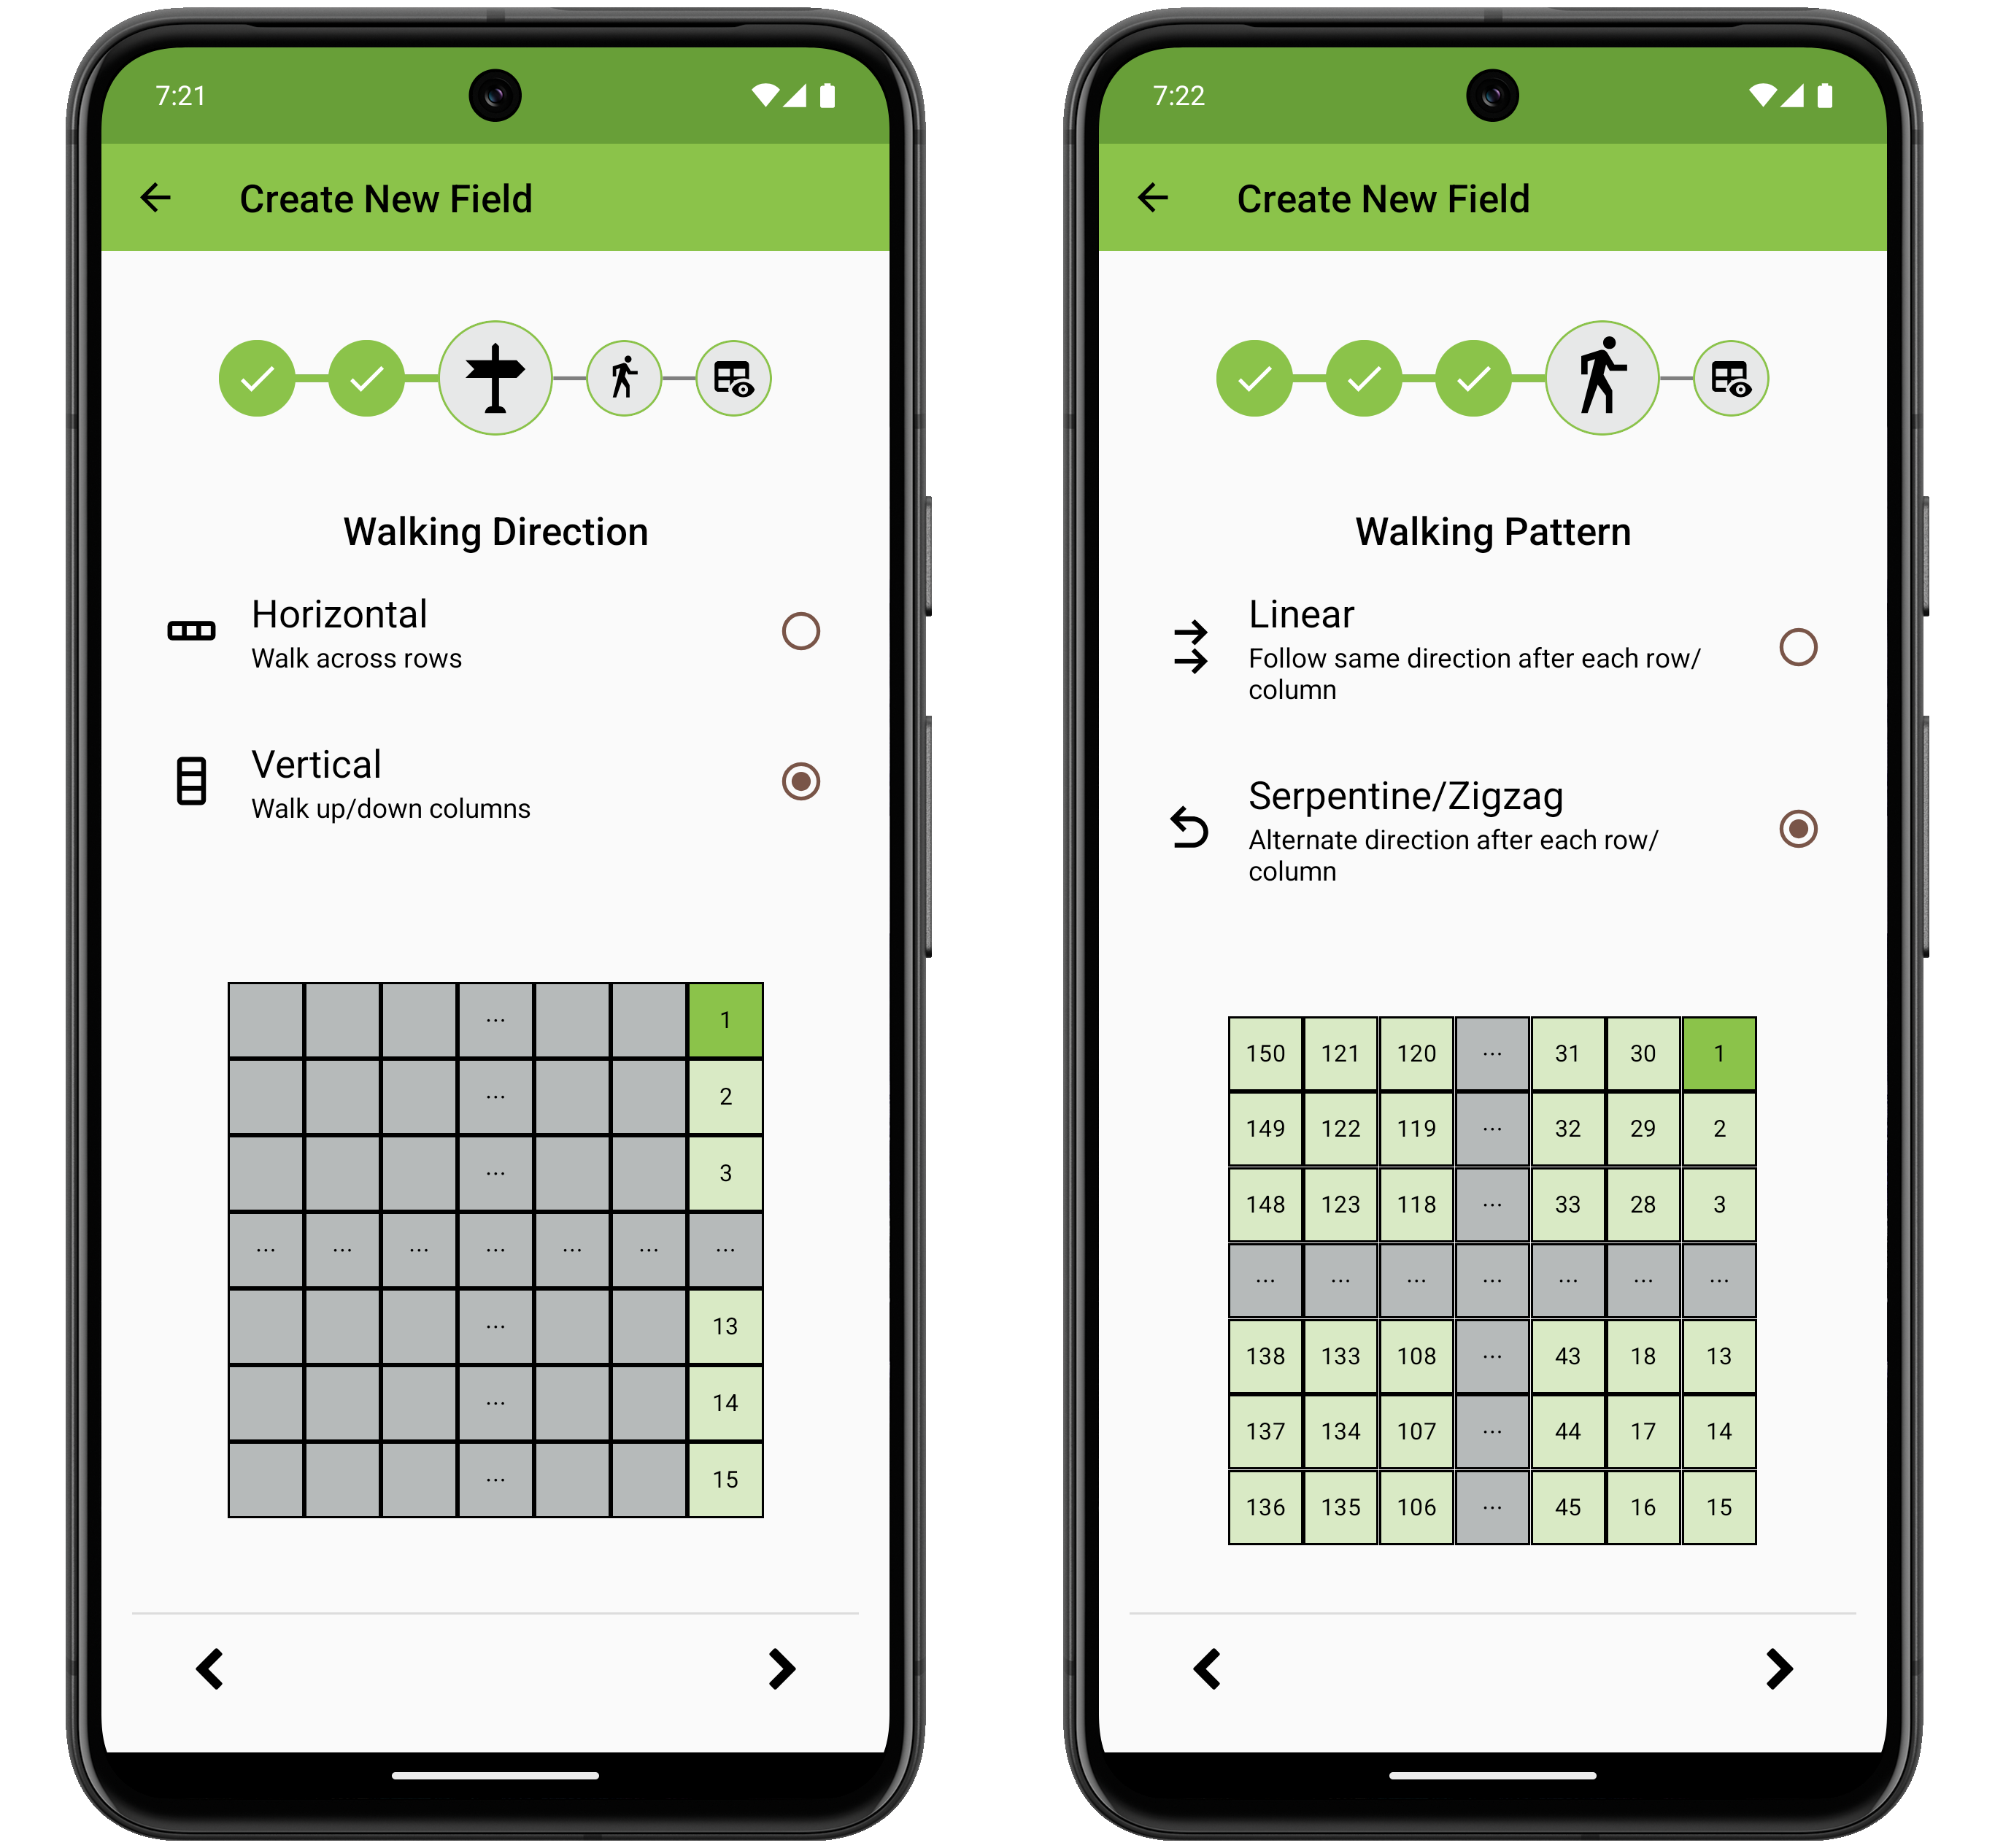 7:21
Create New Field
Walking Direction
Horizontal
Walk across rows
Vertical
Walk up/down columns
... 1
... 2
... 3
... ... ... ... ... ... ...
... 13
... 14
... 15
7:22
Create New Field
Walking Pattern
Linear
Follow same direction after each row/
column
Serpentine/Zigzag
Alternate direction after each row/
column
150 121 120 ... 31 30 1
149 122 119 ... 32 29 2
148 123 118 ... 33 28 3
... ... ... ... ... ... ...
138 133 108 ... 43 18 13
137 134 107 ... 44 17 14
136 135 106 ... 45 16 15